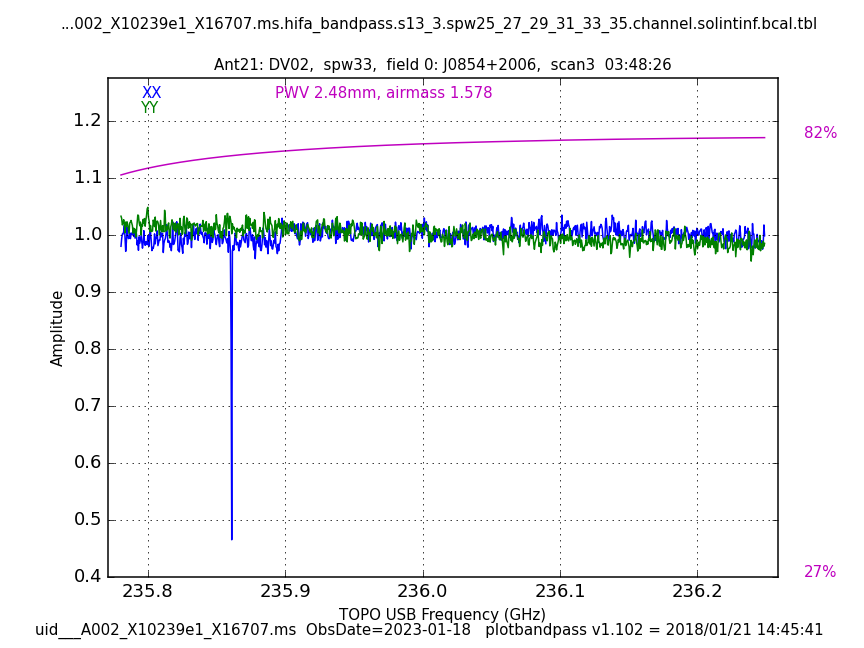 ...002_X10239e1_X16707.ms.hifa_bandpass.s13_3.spw25_27_29_31_33_35.channel.solintinf.bcal.tbl
Ant21: DV02, spw33, field 0: J0854+2006, scan3 03:48:26
XX
PWV 2.48mm, airmass 1.578
YY
1.2
82%
1.1
1.0
0.9
0.8
0.7
0.6
0.5
0.4
27%
Amplitude
235.8 235.9 236.0 236.1 236.2
TOPO USB Frequency (GHz)
uid___A002_X10239e1_X16707.ms ObsDate=2023-01-18 plotbandpass v1.102 = 2018/01/21 14:45:41